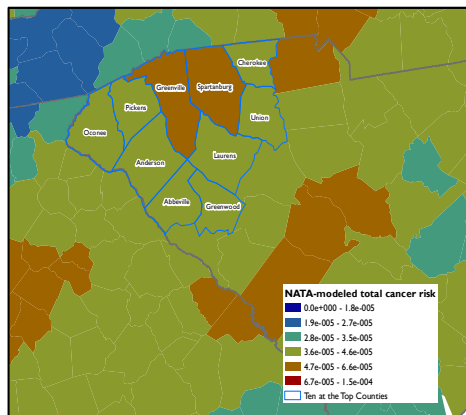 Cherokee
Greenville
Spartanburg
Pickens
Oconee
Union
Anderson
Laurens
Abbeville
Greenwood
NATA-modeled total cancer risk
0.0e+000 - 1.8e-005
1.9e-005 - 2.7e-005
2.8e-005 - 3.5e-005
3.6e-005 - 4.6e-005
4.7e-005 - 6.6e-005
6.7e-005 - 1.5e-004
Ten at the Top Counties